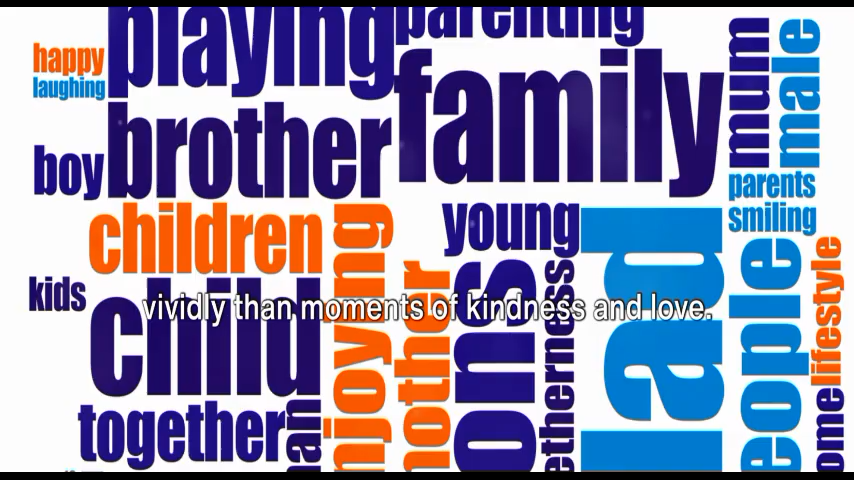 playing
parenting
happy
laughing
family
mum
male
brother
boy
parents
smiling
children
young
kids
vividly than moments of kindness and love.
child
lifestyle
together